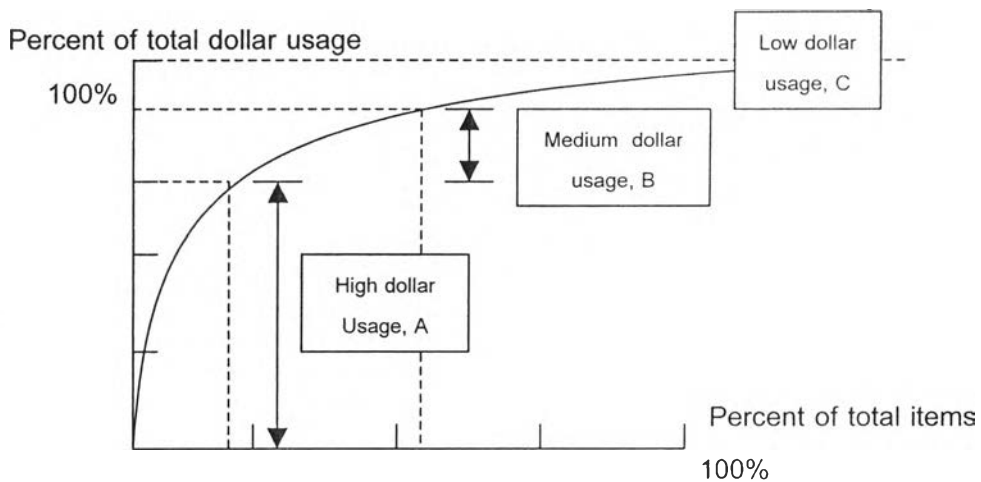 Percent of total dollar usage
100%
Low dollar
usage, C
Medium dollar
usage, B
High dollar
Usage, A
Percent of total items
100%